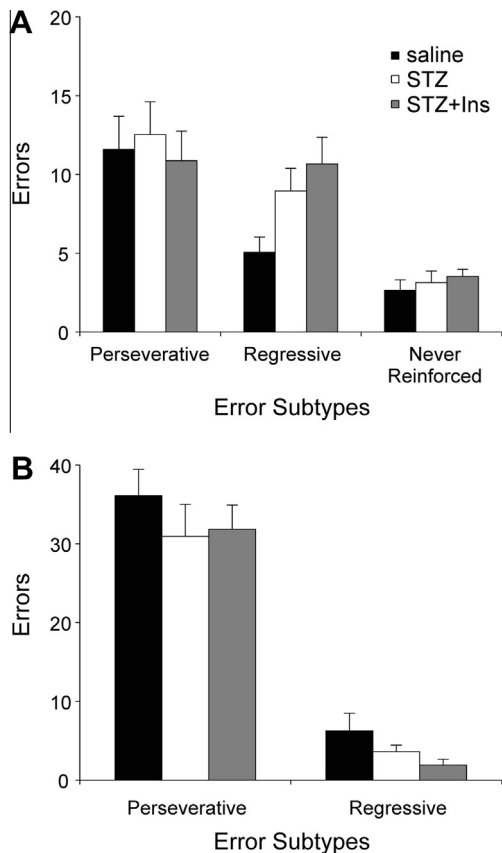 A
20
15
10
5
0
Errors
saline
STZ
STZ+Ins
Perseverative
Regressive
Never
Reinforced
Error Subtypes
B
40
30
20
10
0
Errors
Perseverative
Regressive
Error Subtypes